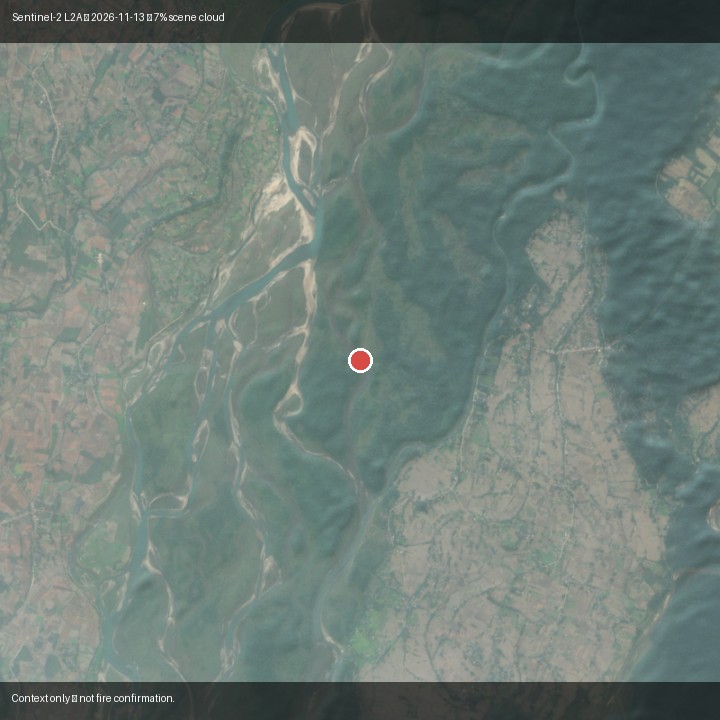 Sentinel-2 L2A 2026-11-13 7% scene cloud
Context only not fire confirmation.